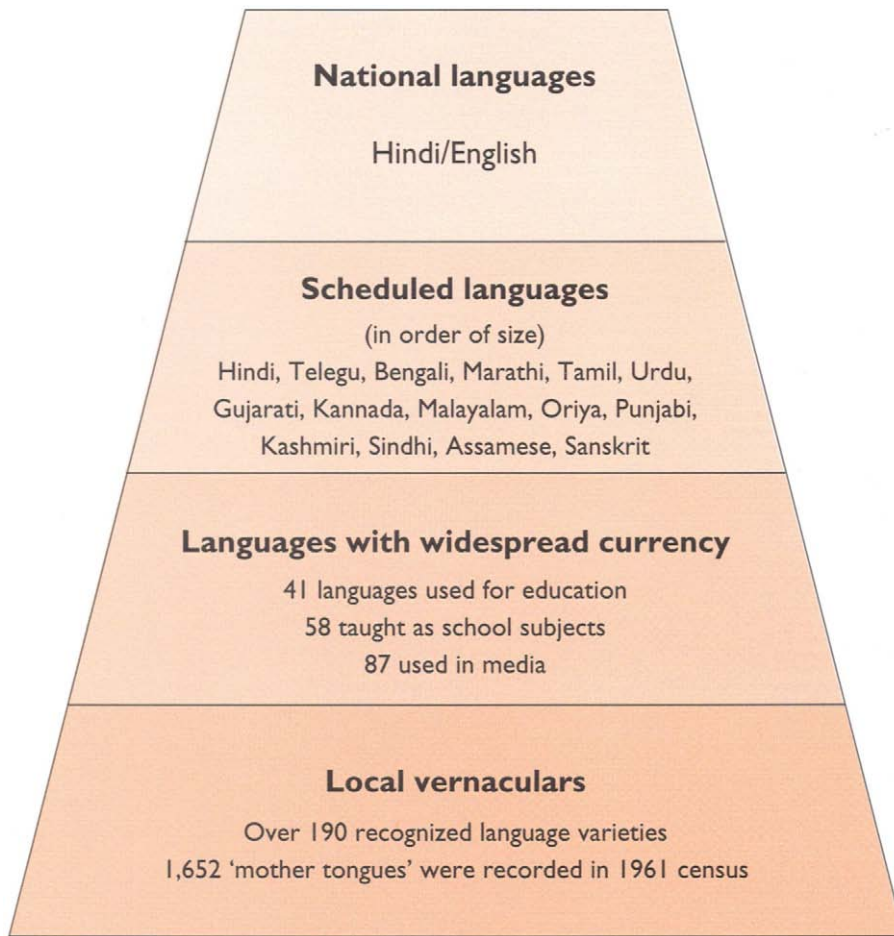 National languages
Hindi/English
Scheduled languages
(in order of size)
Hindi, Telegu, Bengali, Marathi, Tamil, Urdu,
Gujarati, Kannada, Malayalam, Oriya, Punjabi,
Kashmiri, Sindhi, Assamese, Sanskrit
Languages with widespread currency
41 languages used for education
58 taught as school subjects
87 used in media
Local vernaculars
Over 190 recognized language varieties
1,652 ‘mother tongues’ were recorded in 1961 census